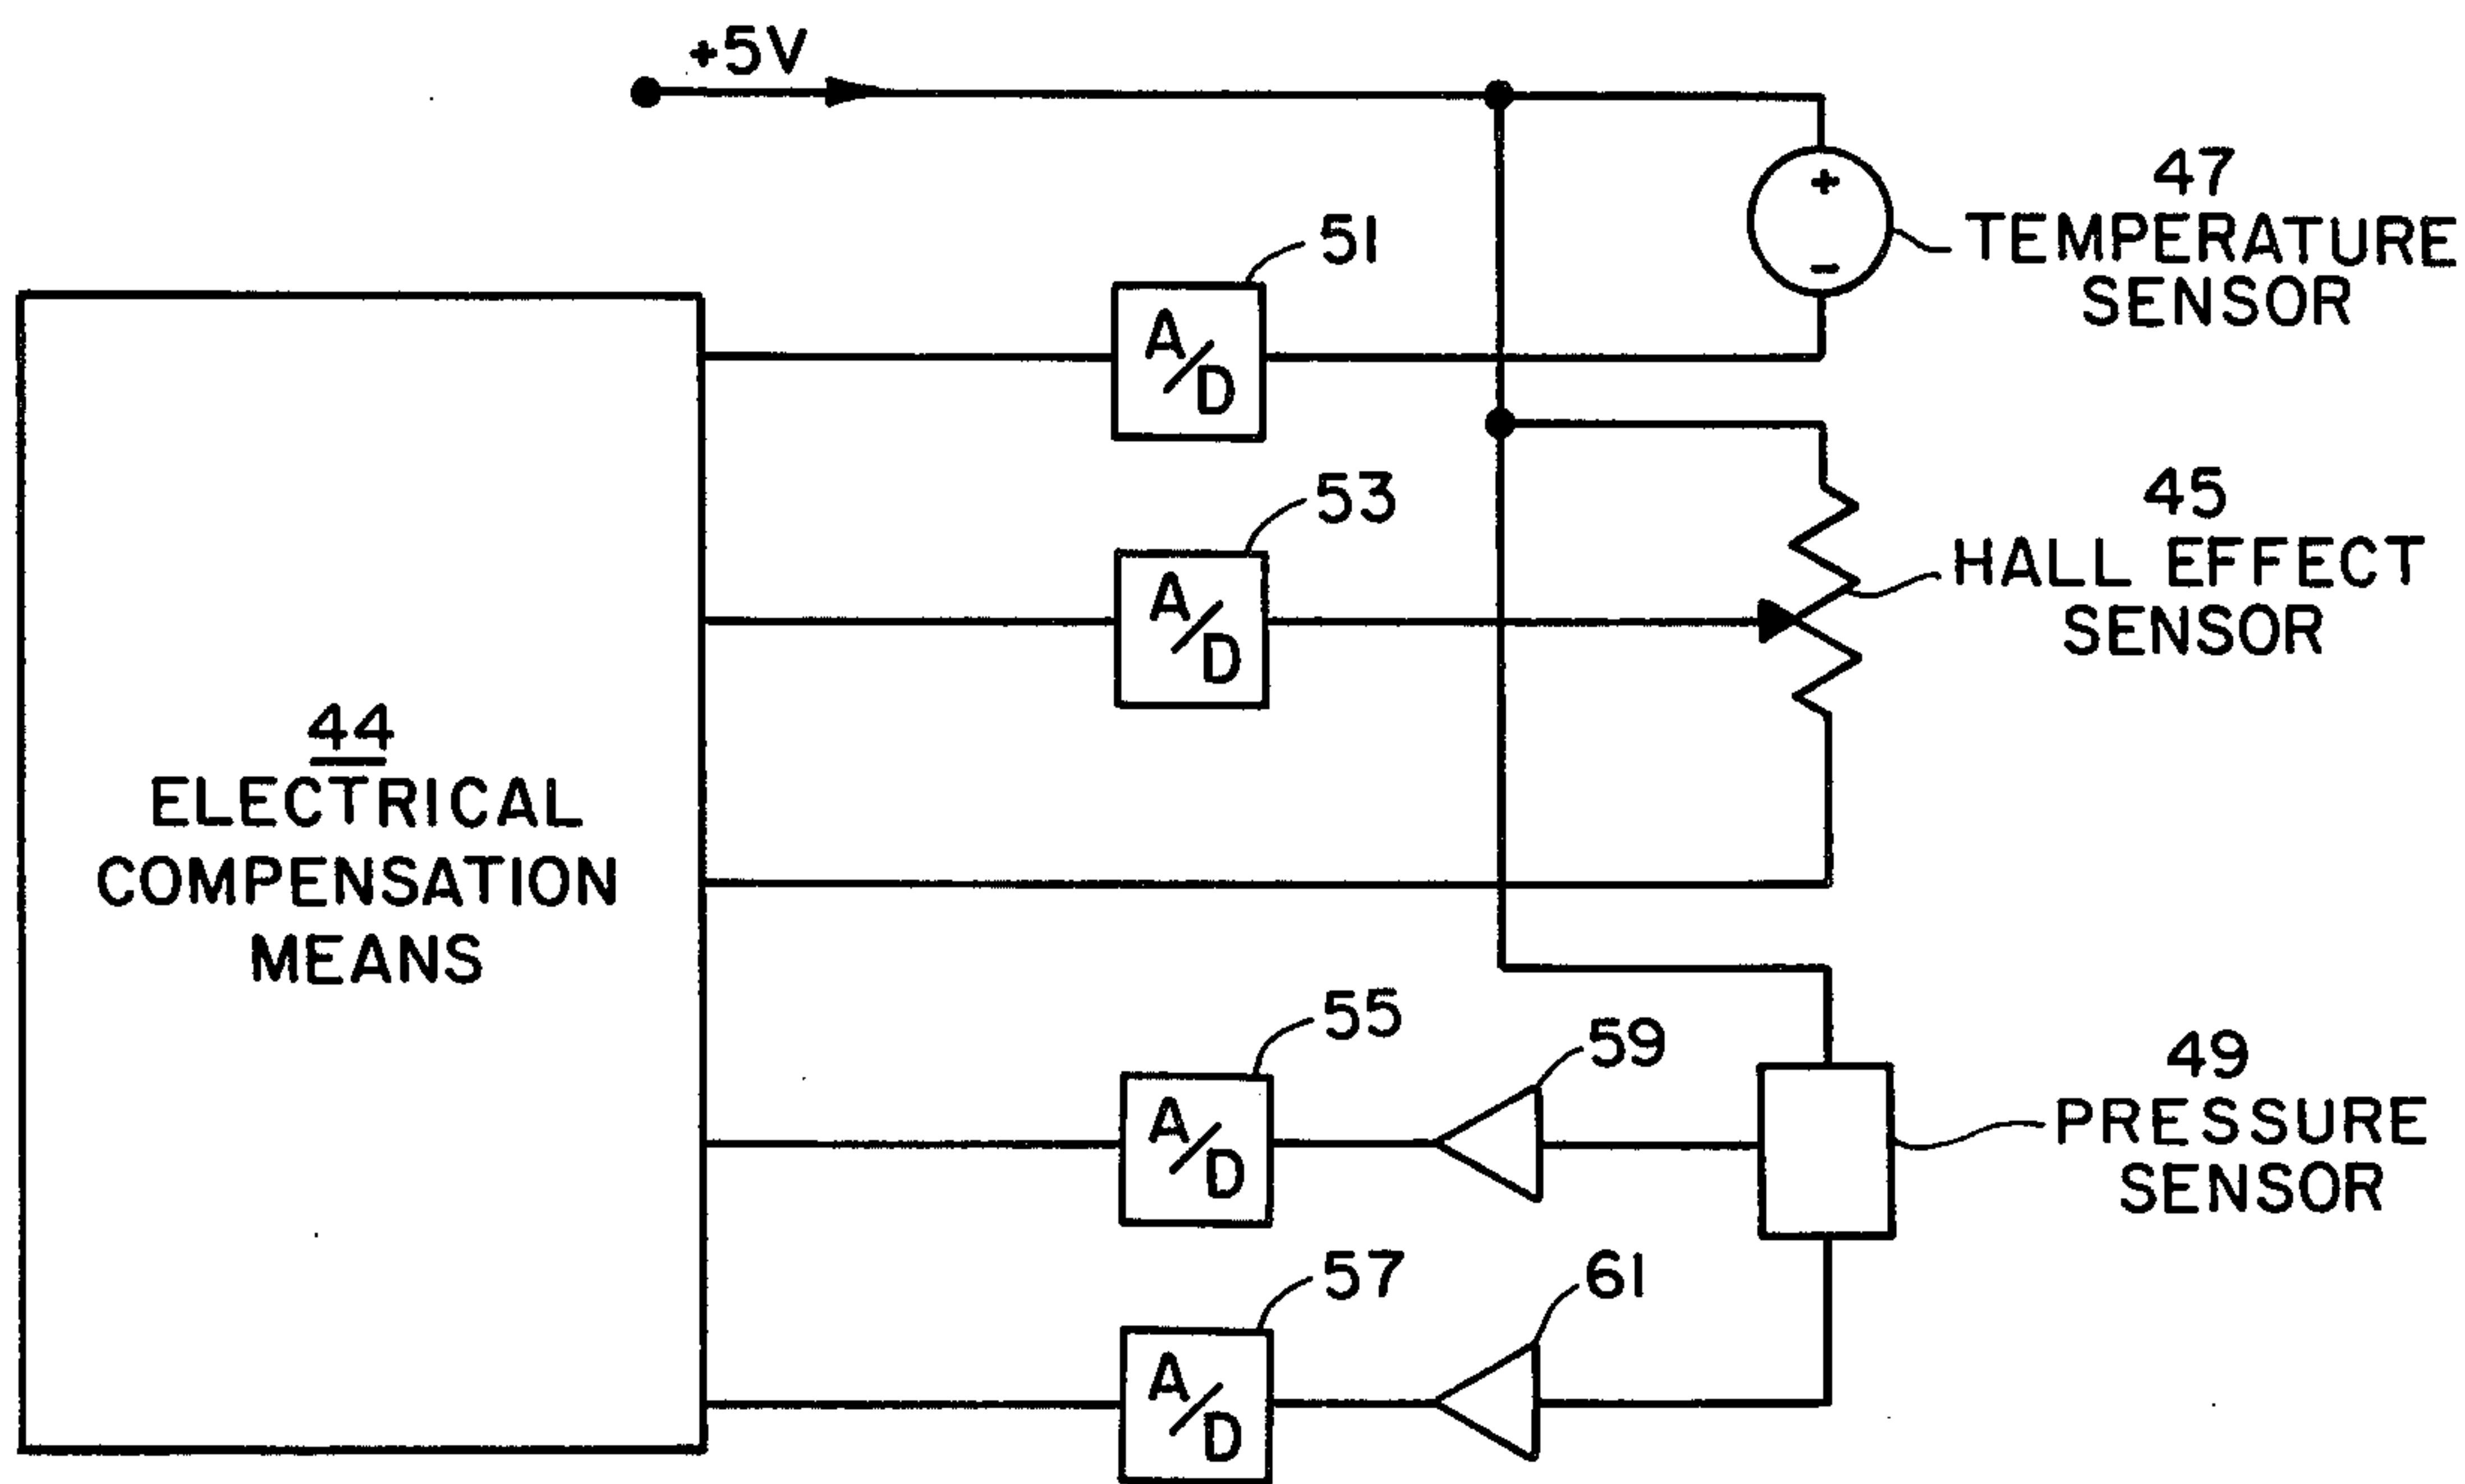 +5V
47
TEMPERATURE
SENSOR
51
A/D
45
HALL EFFECT
SENSOR
53
A/D
44
ELECTRICAL
COMPENSATION
MEANS
55
A/D
59
49
PRESSURE
SENSOR
57
A/D
61
+
-